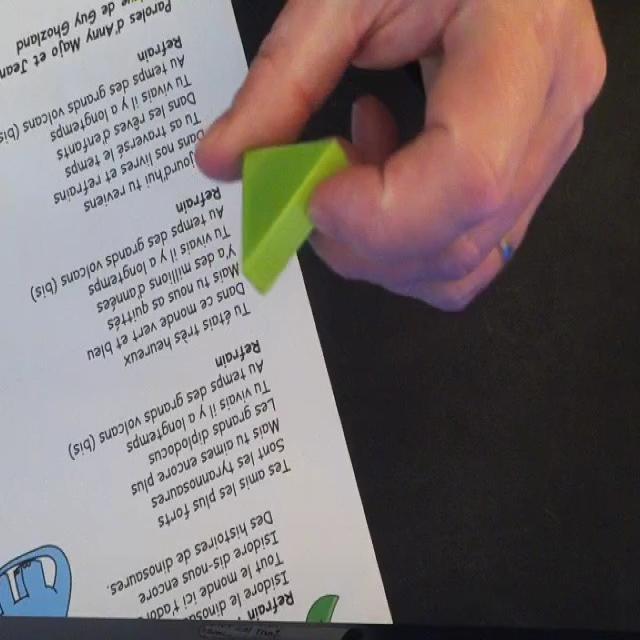 Refrain
Isidore le dinos
Tout le monde ici t'ador
Isidore dis-nous encore
Des histoires de dinosaures.
Tes amis les plus forts
Sont les tyrannosaures
Mais tu aimes encore plus
Les grands diplodocus
Tu vivais il y a longtemps
Au temps des grands volcans (bis)
Refrain
Tu étais très heureux
Dans ce monde vert et bleu
Mais tu nous as quittés
Y'a des millions d'années
Tu vivais il y a longtemps
Au temps des grands volcans (bis)
Refrain
jourd'hui tu reviens
Dans nos livres et refrains
Tu as traversé le temps
Dans les rêves d'enfants
Tu vivais il y a longtemps
Au temps des grands volcans (bis)
Refrain
Paroles d'Anny Majo et Jean
que de Guy Ghozland